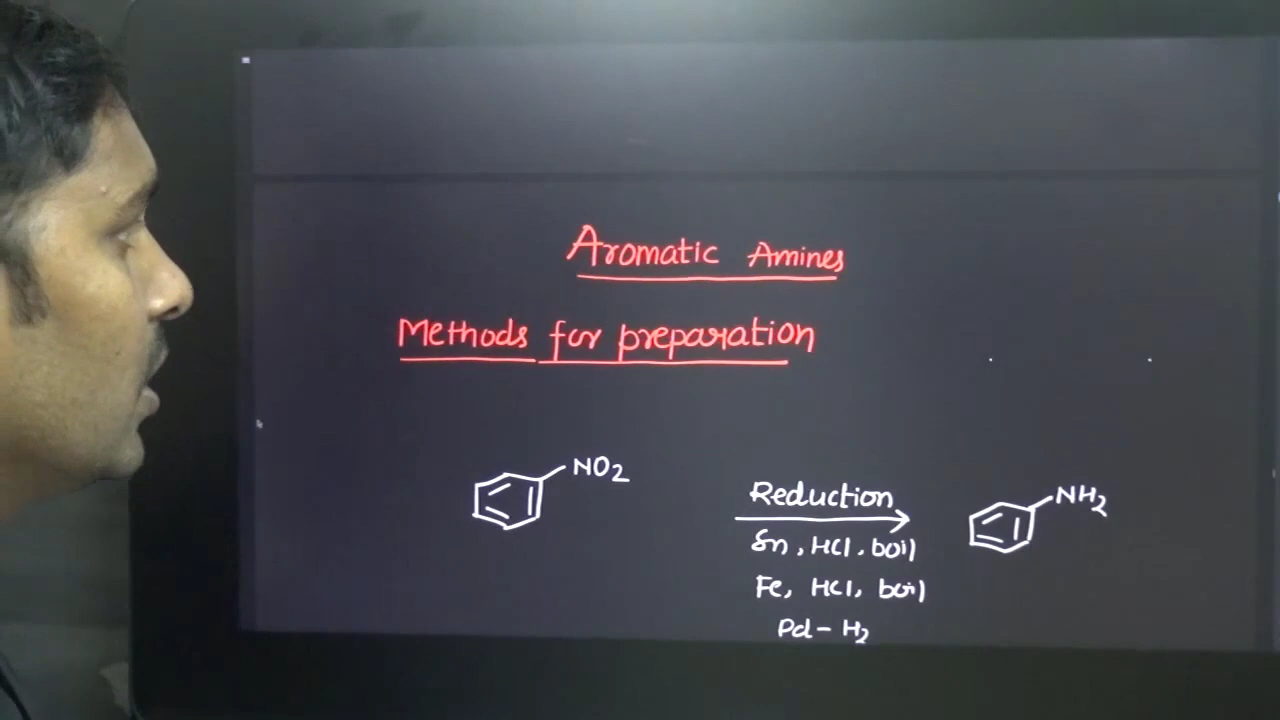 Aromatic Amines
Methods for preparation
NO2
Reduction
NH2
Sn, HCl, boil
Fe, HCl, boil
Pd - H2